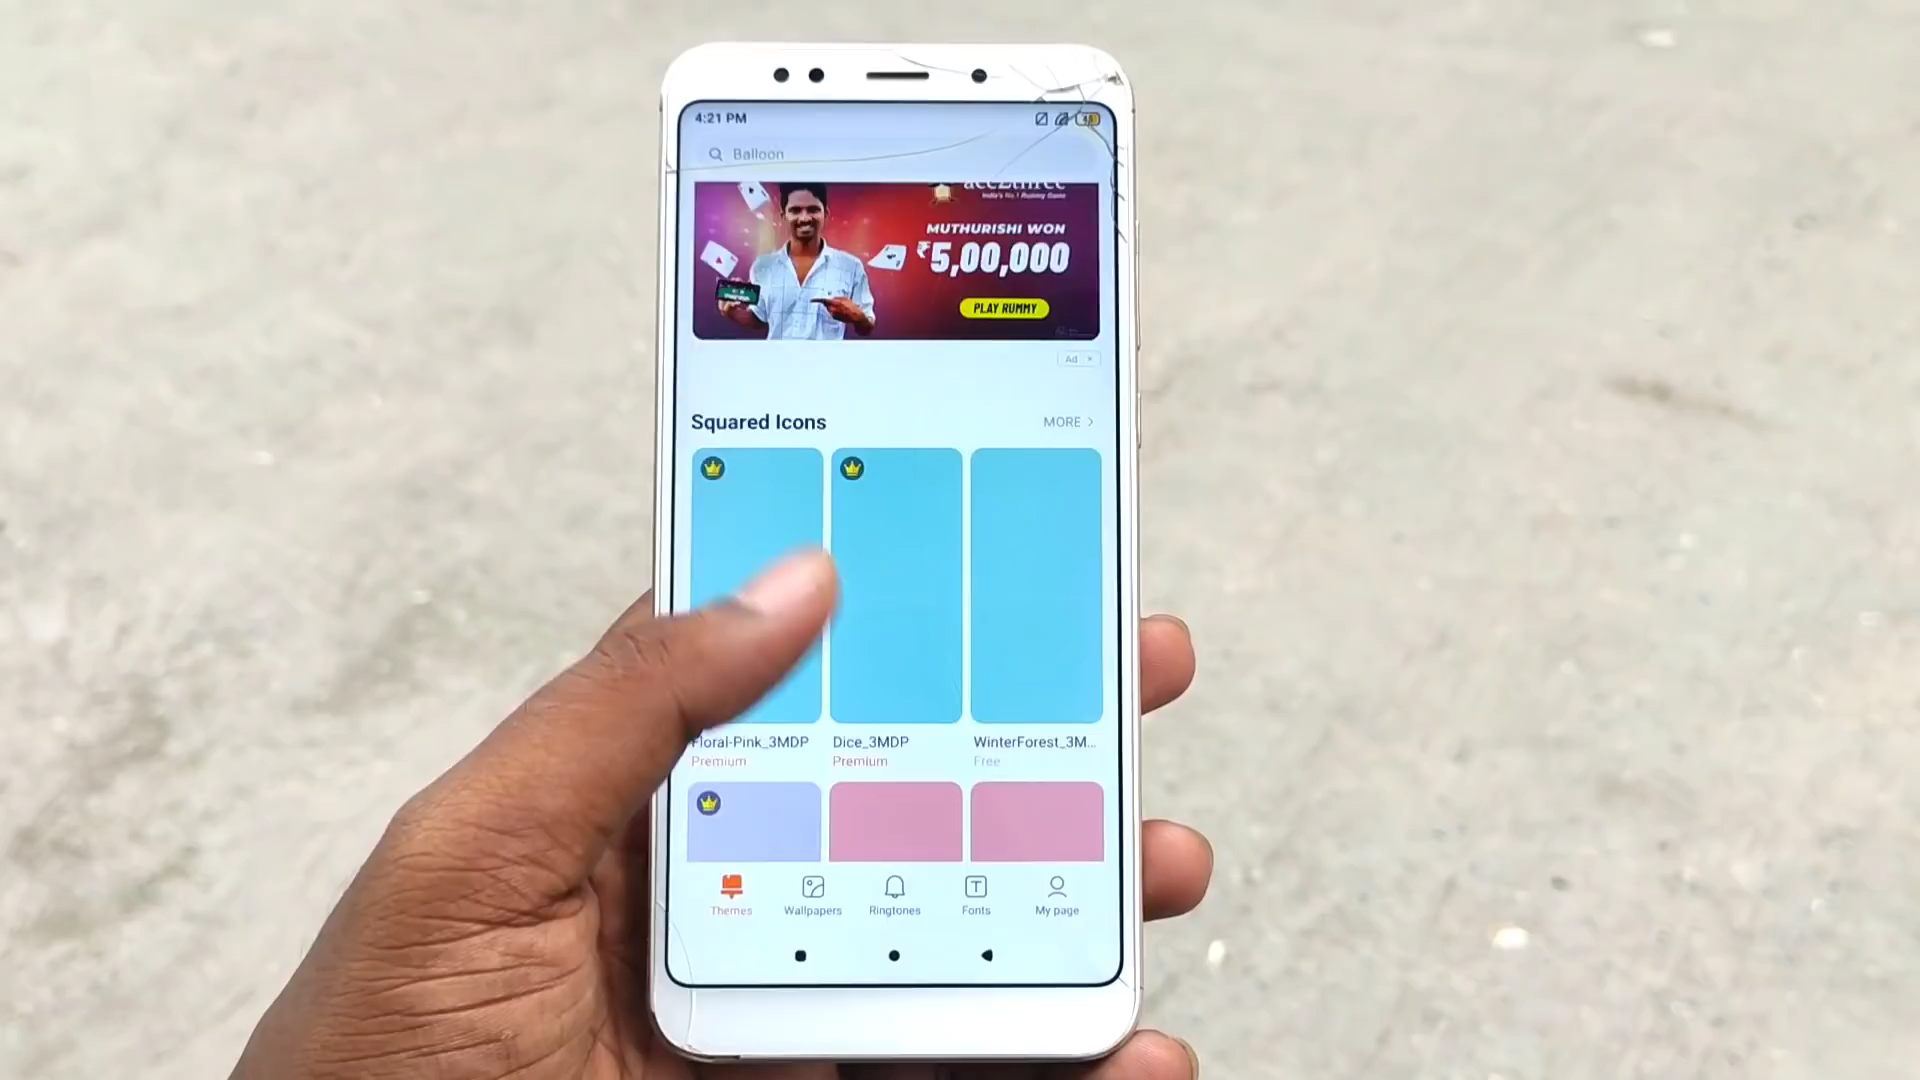 4:21 PM
Balloon
India's No.1 Rummy Game
MUTHURISHI WON
₹5,00,000
PLAY RUMMY
Ad ×
Squared Icons
MORE >
Floral-Pink_3MDP
Dice_3MDP
WinterForest_3M...
Premium
Premium
Free
Themes
Wallpapers
Ringtones
Fonts
My page